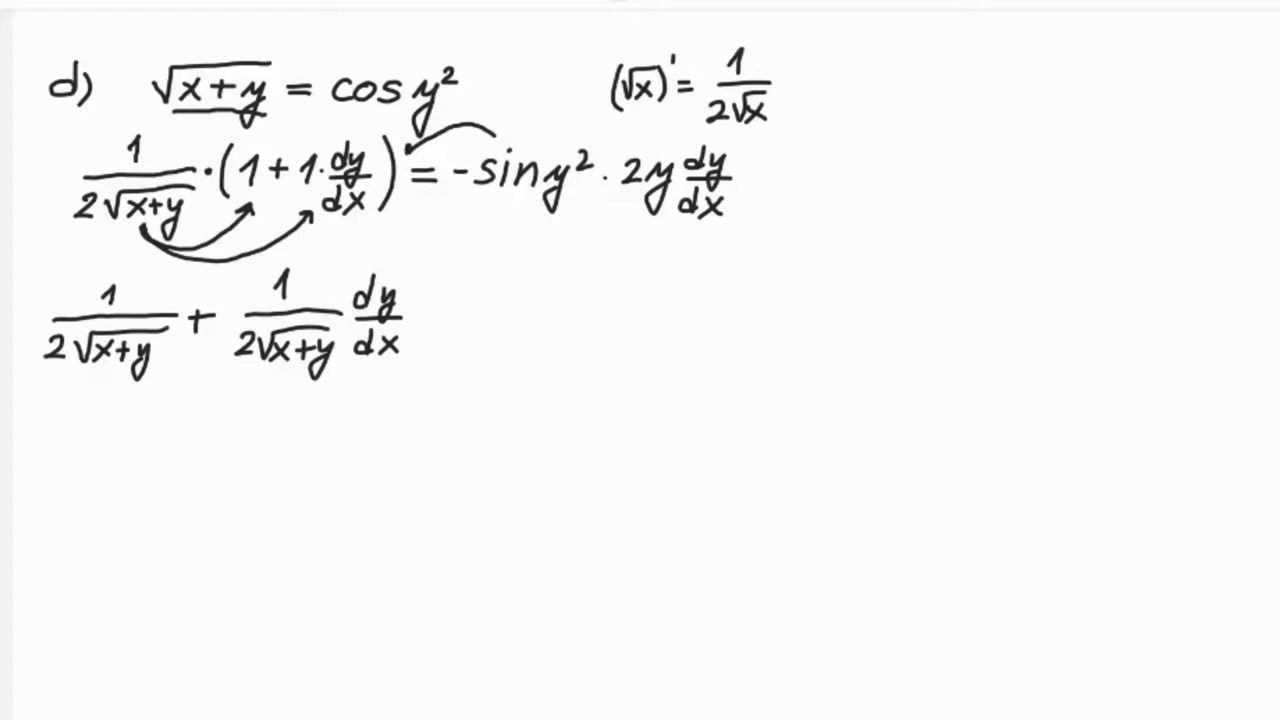 d) √(x+y) = cos y² (√x)' = 1/(2√x)
1/(2√(x+y)) · (1 + 1 · dy/dx) = - sin y² · 2y dy/dx
1/(2√(x+y)) + 1/(2√(x+y)) dy/dx